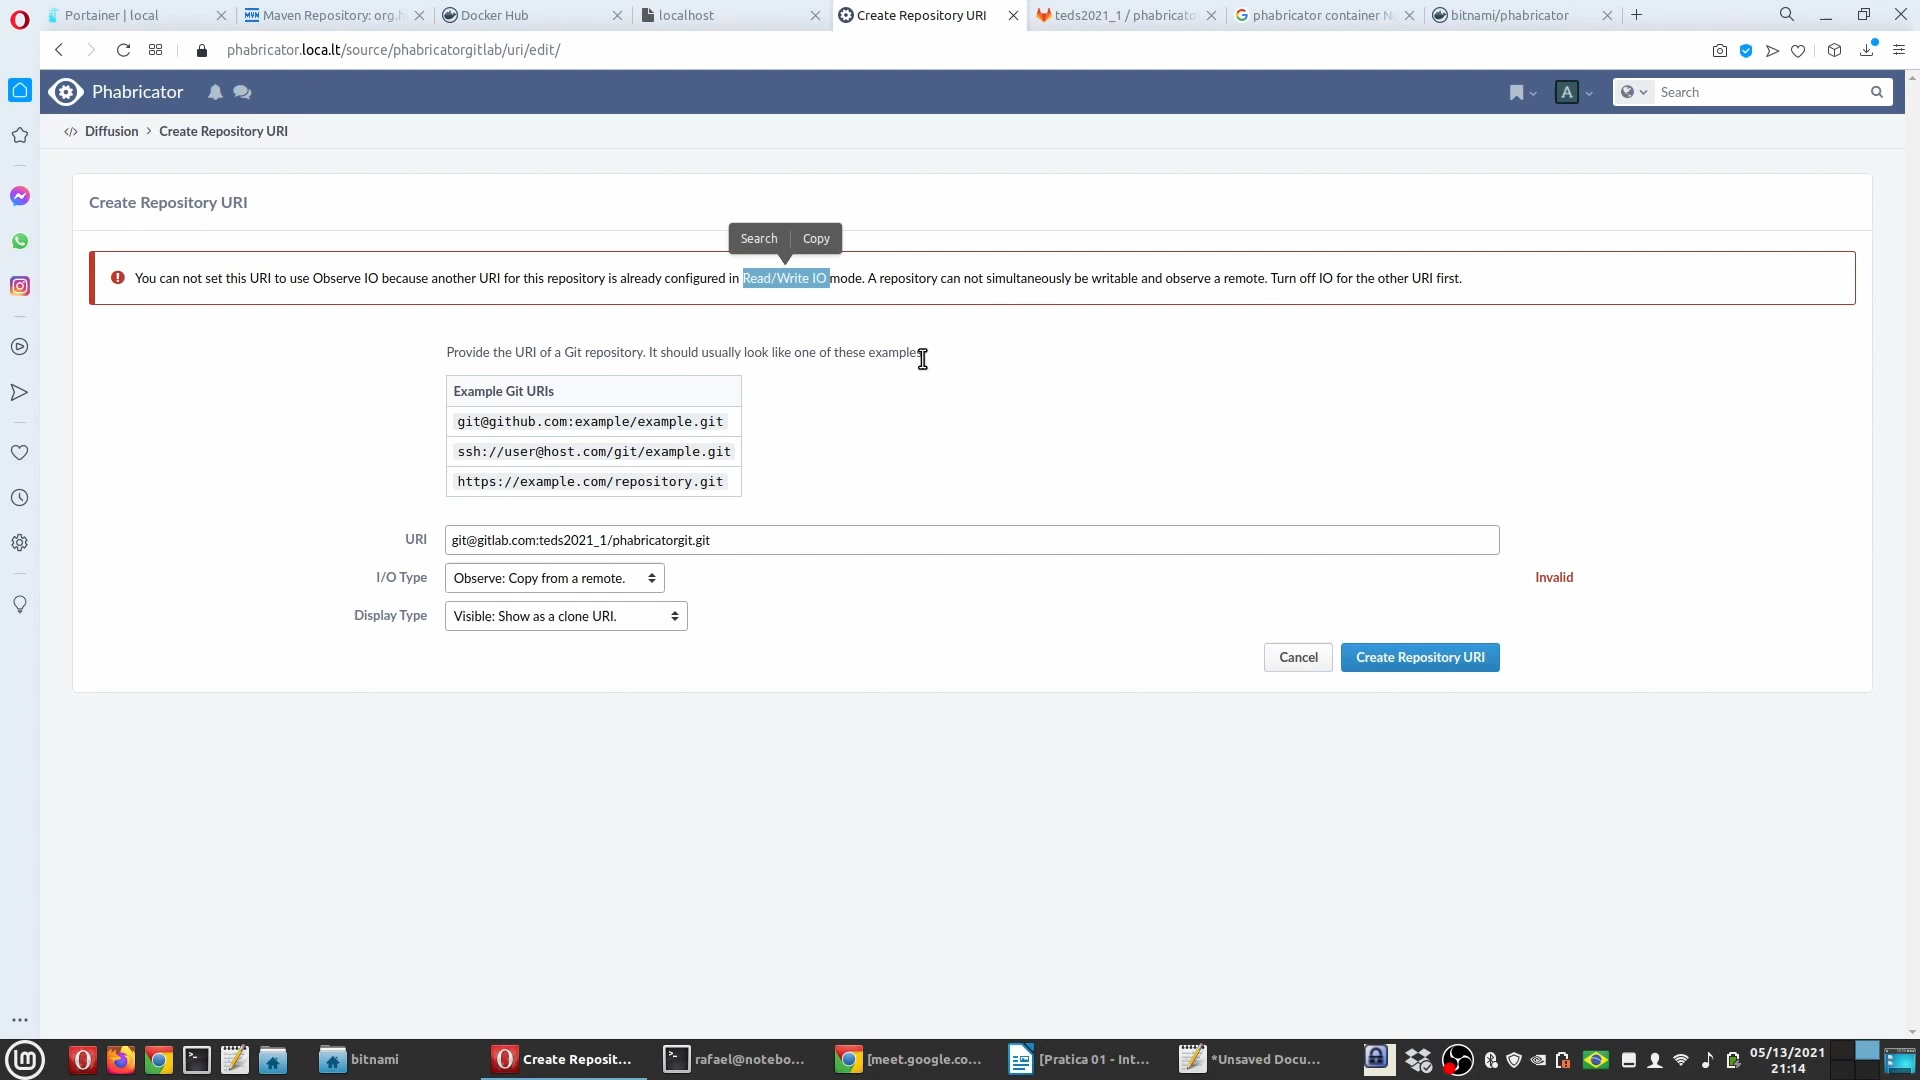 Portainer | local
MVN Maven Repository: org.h
Docker Hub
localhost
Create Repository URI
teds2021_1 / phabricato
phabricator container N
bitnami/phabricator
phabricator.loca.lt/source/phabricatorgitlab/uri/edit/
Phabricator
A
Search
Diffusion > Create Repository URI
Create Repository URI
Search Copy
You can not set this URI to use Observe IO because another URI for this repository is already configured in Read/Write IO mode. A repository can not simultaneously be writable and observe a remote. Turn off IO for the other URI first.
Provide the URI of a Git repository. It should usually look like one of these examples
Example Git URIs
git@github.com:example/example.git
ssh://user@host.com/git/example.git
https://example.com/repository.git
URI
git@gitlab.com:teds2021_1/phabricatorgit.git
I/O Type
Observe: Copy from a remote.
Invalid
Display Type
Visible: Show as a clone URI.
Cancel
Create Repository URI
bitnami
Create Reposit...
rafael@notebo...
[meet.google.co...
[Pratica 01 - Int...
*Unsaved Docu...
05/13/2021
21:14